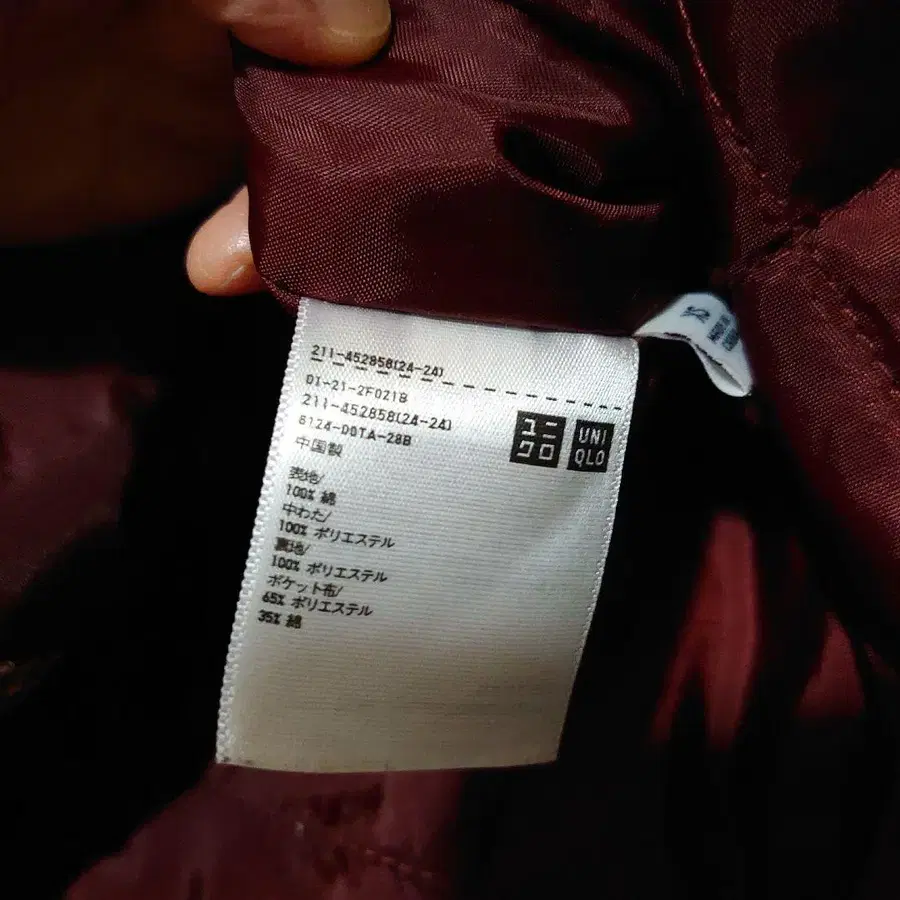 211-452858(24-24)
01-21-2F021B
211-452858(24-24)
6124-00TA-28B
中国製
ユニ
クロ
UNI
QLO
表地/
100% 綿
中わた/
100% ポリエステル
裏地/
100% ポリエステル
ポケット布/
65% ポリエステル
35% 綿
XS
MADE IN